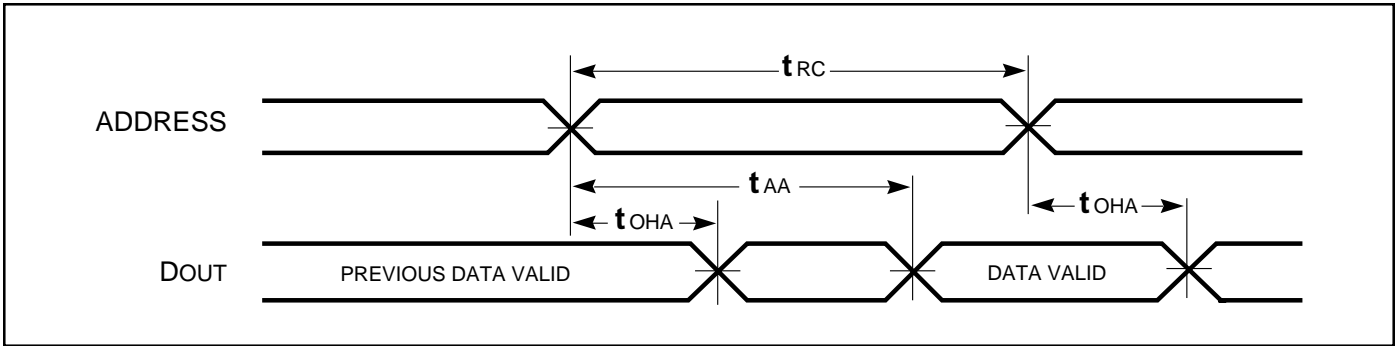 tRC
ADDRESS
tAA
tOHA
tOHA
DOUT
PREVIOUS DATA VALID
DATA VALID